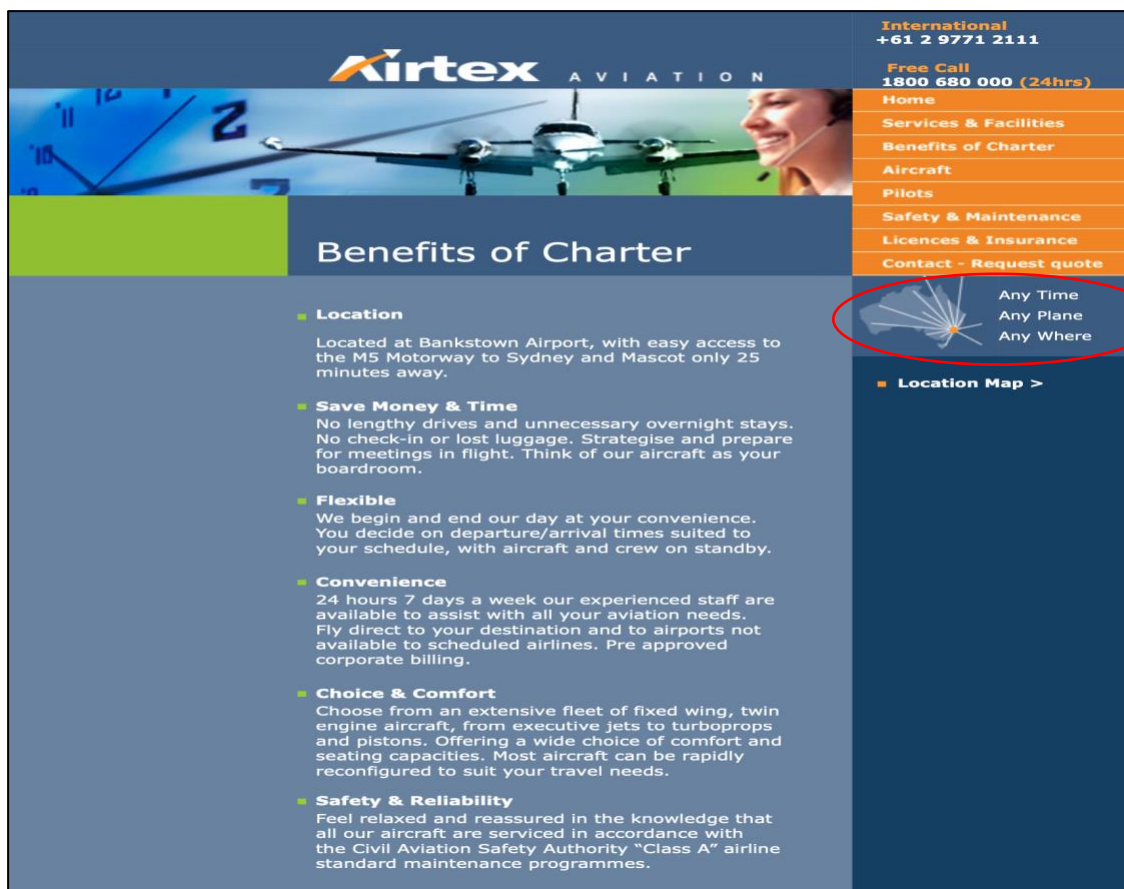 Airtex AVIATION
International
+61 2 9771 2111
Free Call
1800 680 000 (24hrs)
Home
Services & Facilities
Benefits of Charter
Aircraft
Pilots
Safety & Maintenance
Licences & Insurance
Contact - Request quote
Any Time
Any Plane
Any Where
Location Map >
11
10
'10
2
Benefits of Charter
Location
Located at Bankstown Airport, with easy access to
the M5 Motorway to Sydney and Mascot only 25
minutes away.
Save Money & Time
No lengthy drives and unnecessary overnight stays.
No check-in or lost luggage. Strategise and prepare
for meetings in flight. Think of our aircraft as your
boardroom.
Flexible
We begin and end our day at your convenience.
You decide on departure/arrival times suited to
your schedule, with aircraft and crew on standby.
Convenience
24 hours 7 days a week our experienced staff are
available to assist with all your aviation needs.
Fly direct to your destination and to airports not
available to scheduled airlines. Pre approved
corporate billing.
Choice & Comfort
Choose from an extensive fleet of fixed wing, twin
engine aircraft, from executive jets to turboprops
and pistons. Offering a wide choice of comfort and
seating capacities. Most aircraft can be rapidly
reconfigured to suit your travel needs.
Safety & Reliability
Feel relaxed and reassured in the knowledge that
all our aircraft are serviced in accordance with
the Civil Aviation Safety Authority “Class A” airline
standard maintenance programmes.